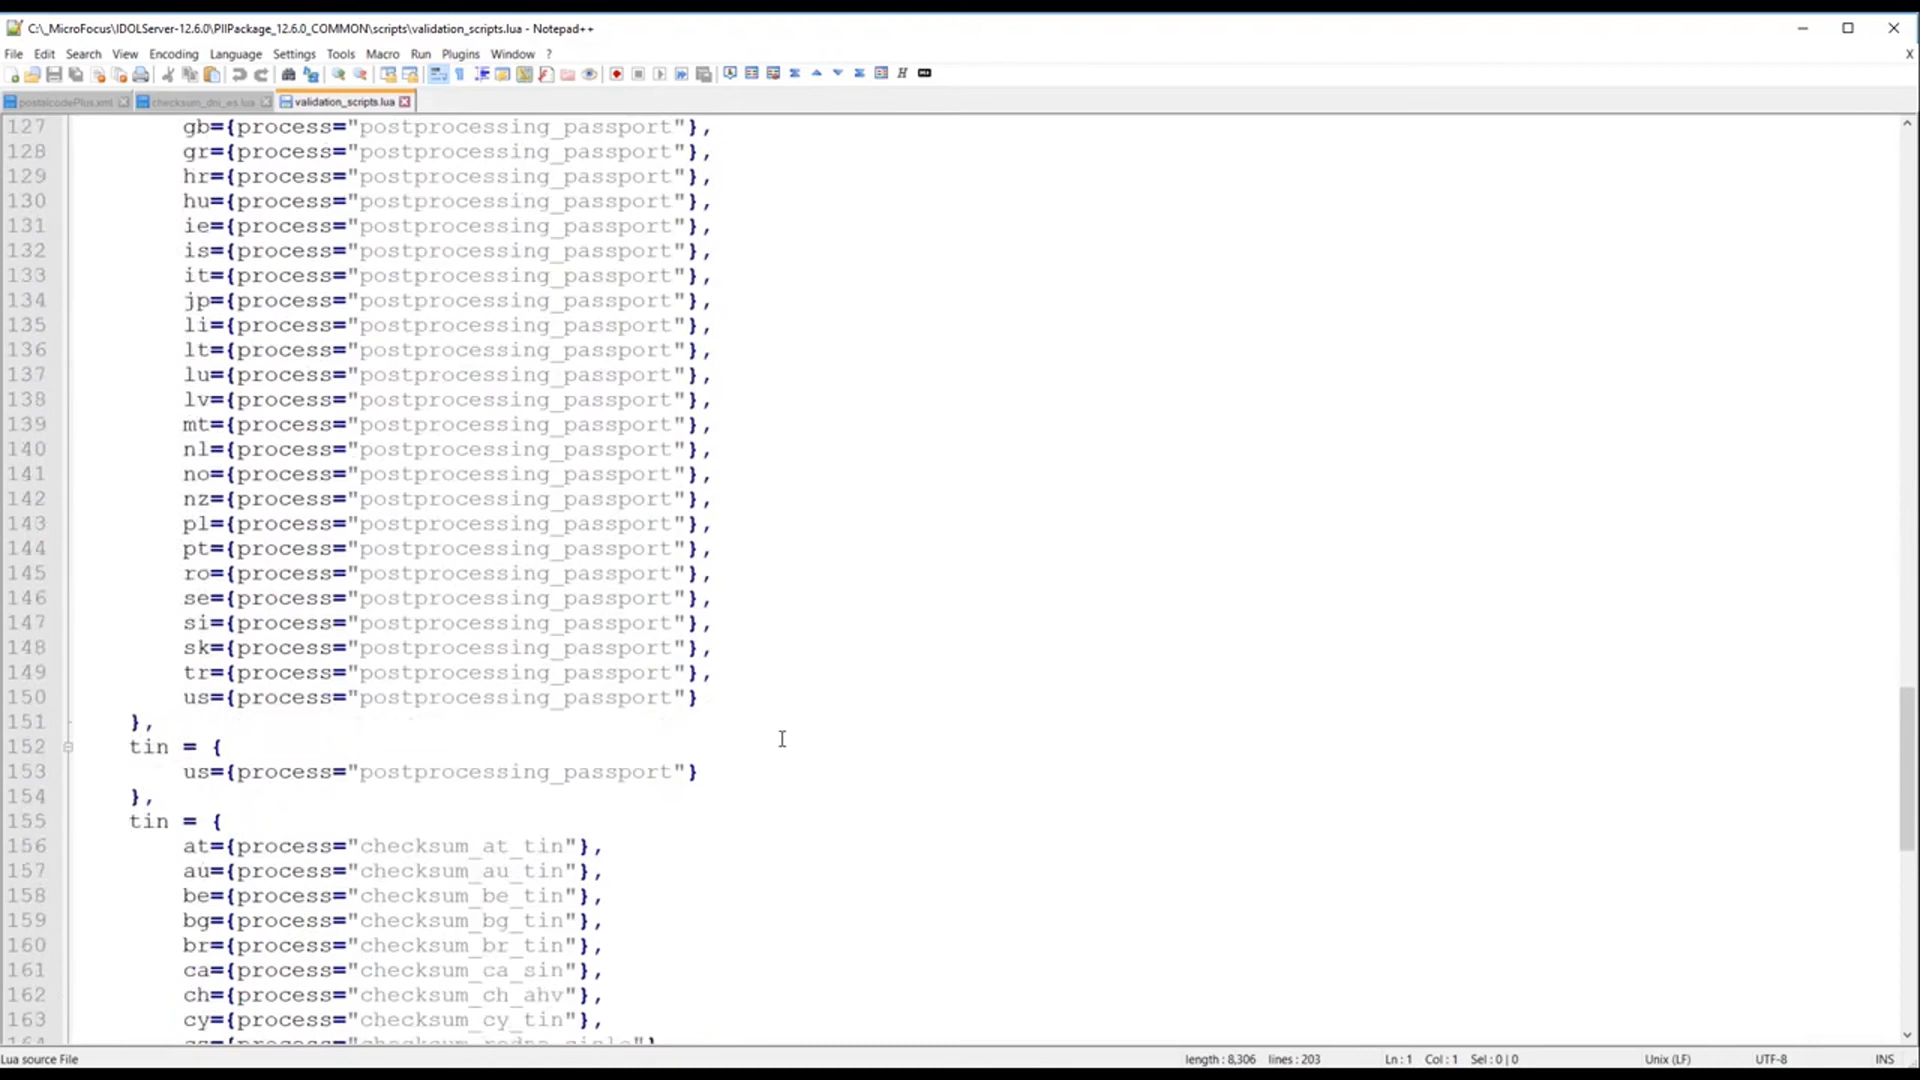 C:\_MicroFocus\IDOLServer-12.6.0\PIIPackage_12.6.0_COMMON\scripts\validation_scripts.lua - Notepad++
File Edit Search View Encoding Language Settings Tools Macro Run Plugins Window ? X
postalcodePlus.xml checksum_dni_es.lua validation_scripts.lua
127 gb={process="postprocessing_passport"},
128 gr={process="postprocessing_passport"},
129 hr={process="postprocessing_passport"},
130 hu={process="postprocessing_passport"},
131 ie={process="postprocessing_passport"},
132 is={process="postprocessing_passport"},
133 it={process="postprocessing_passport"},
134 jp={process="postprocessing_passport"},
135 li={process="postprocessing_passport"},
136 lt={process="postprocessing_passport"},
137 lu={process="postprocessing_passport"},
138 lv={process="postprocessing_passport"},
139 mt={process="postprocessing_passport"},
140 nl={process="postprocessing_passport"},
141 no={process="postprocessing_passport"},
142 nz={process="postprocessing_passport"},
143 pl={process="postprocessing_passport"},
144 pt={process="postprocessing_passport"},
145 ro={process="postprocessing_passport"},
146 se={process="postprocessing_passport"},
147 si={process="postprocessing_passport"},
148 sk={process="postprocessing_passport"},
149 tr={process="postprocessing_passport"},
150 us={process="postprocessing_passport"}
151 },
152 tin = {
153 us={process="postprocessing_passport"}
154 },
155 tin = {
156 at={process="checksum_at_tin"},
157 au={process="checksum_au_tin"},
158 be={process="checksum_be_tin"},
159 bg={process="checksum_bg_tin"},
160 br={process="checksum_br_tin"},
161 ca={process="checksum_ca_sin"},
162 ch={process="checksum_ch_ahv"},
163 cy={process="checksum_cy_tin"},
Lua source File length : 8,306 lines : 203 Ln : 1 Col : 1 Sel : 0 | 0 Unix (LF) UTF-8 INS